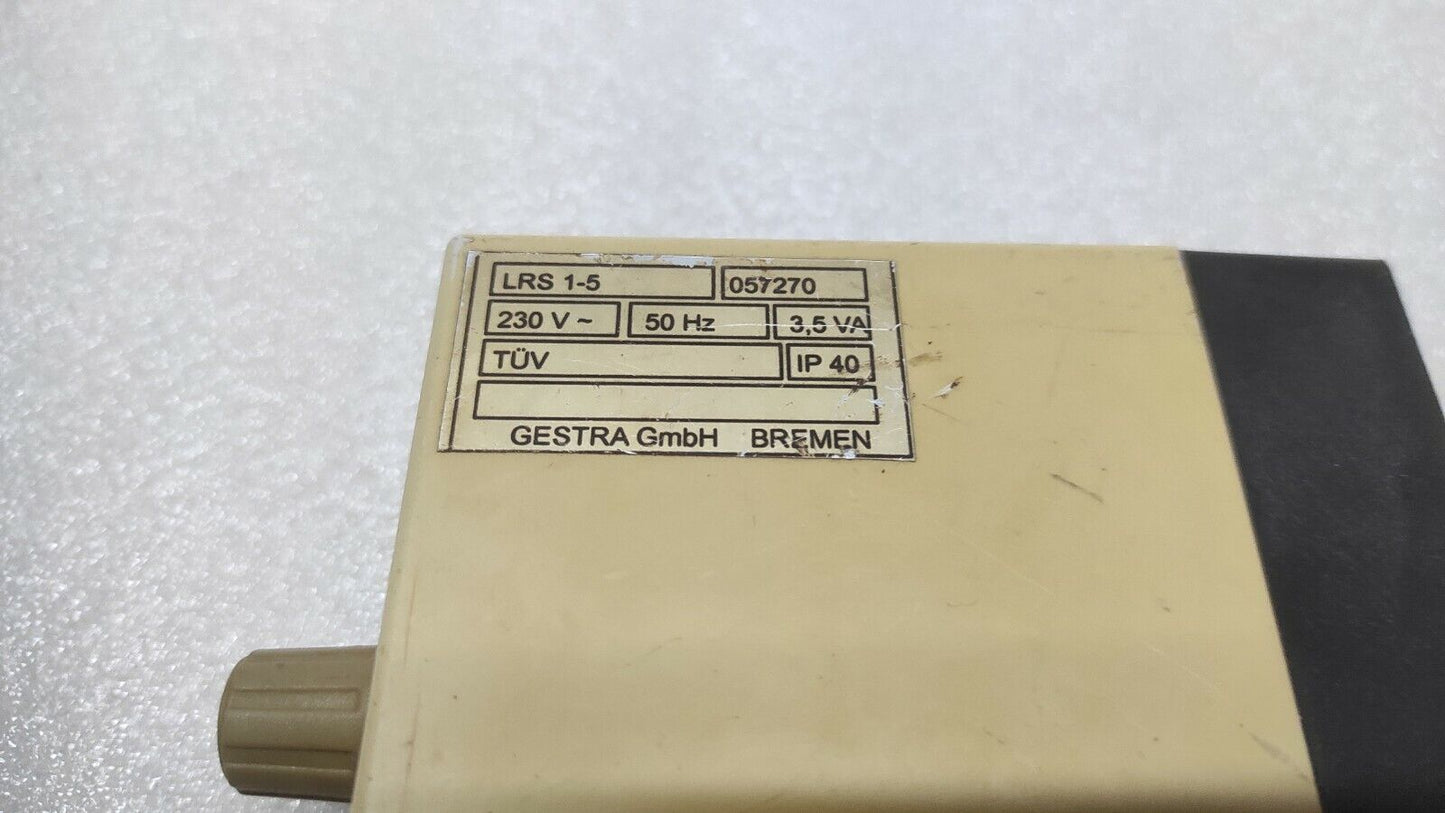 LRS 1-5 057270
230 V ~ 50 Hz 3,5 VA
TÜV IP 40
GESTRA GmbH BREMEN